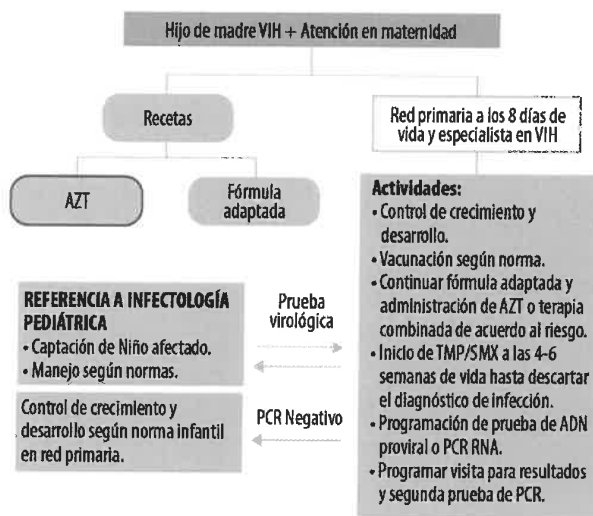 Hijo de madre VIH + Atención en maternidad
Recetas
Red primaria a los 8 días de
vida y especialista en VIH
AZT
Fórmula
adaptada
Actividades:
• Control de crecimiento y
desarrollo.
• Vacunación según norma.
• Continuar fórmula adaptada y
administración de AZT o terapia
combinada de acuerdo al riesgo.
• Inicio de TMP/SMX a las 4-6
semanas de vida hasta descartar
el diagnóstico de infección.
• Programación de prueba de ADN
proviral o PCR RNA.
• Programar visita para resultados
y segunda prueba de PCR.
REFERENCIA A INFECTOLOGÍA
PEDIÁTRICA
• Captación de Niño afectado.
• Manejo según normas.
Prueba
virológica
Control de crecimiento y
desarrollo según norma infantil
en red primaria.
PCR Negativo